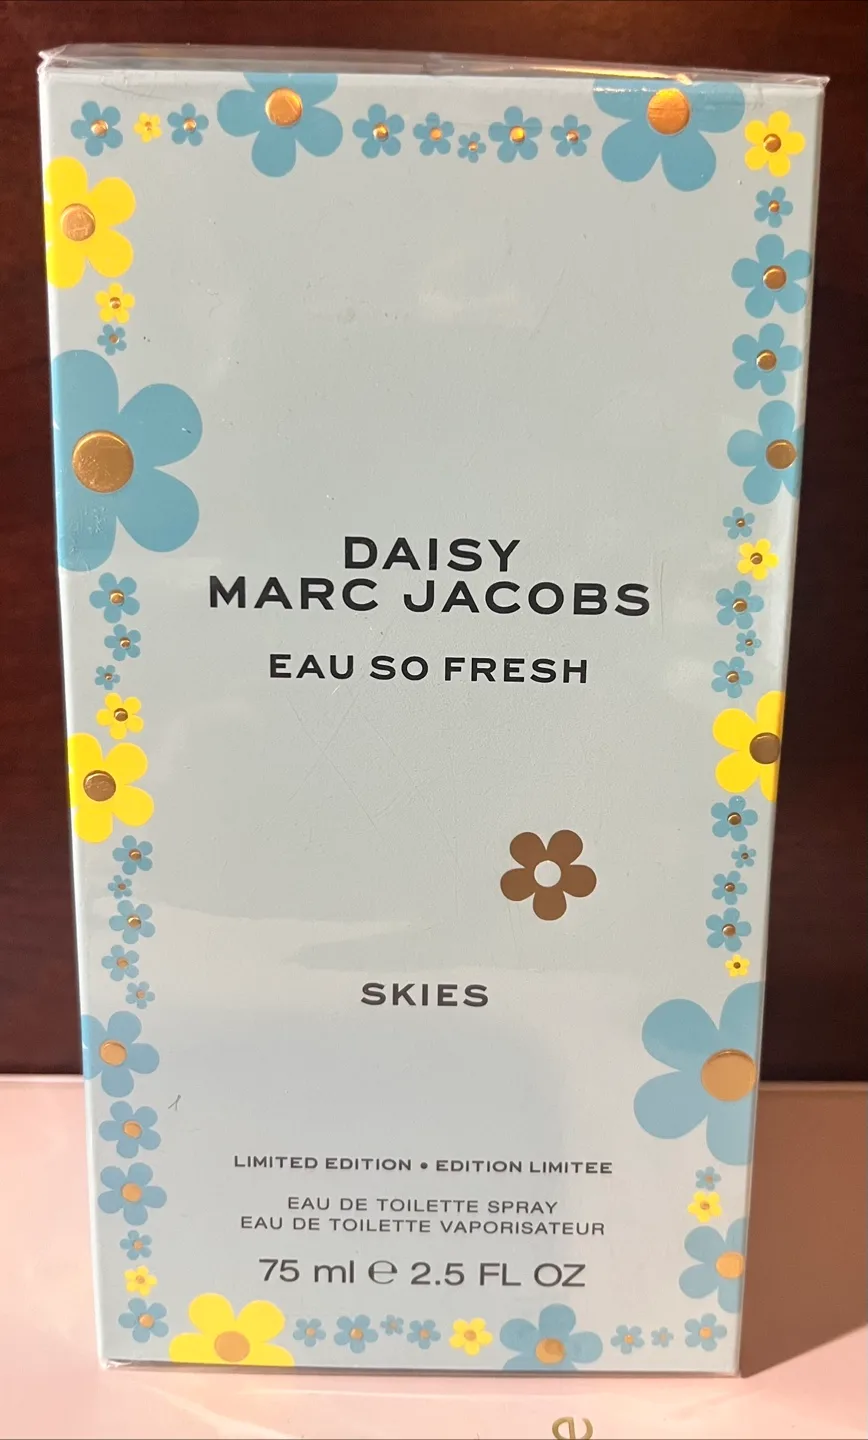 DAISY
MARC JACOBS
EAU SO FRESH
SKIES
LIMITED EDITION • EDITION LIMITEE
EAU DE TOILETTE SPRAY
EAU DE TOILETTE VAPORISATEUR
75 ml ℮ 2.5 FL OZ
e